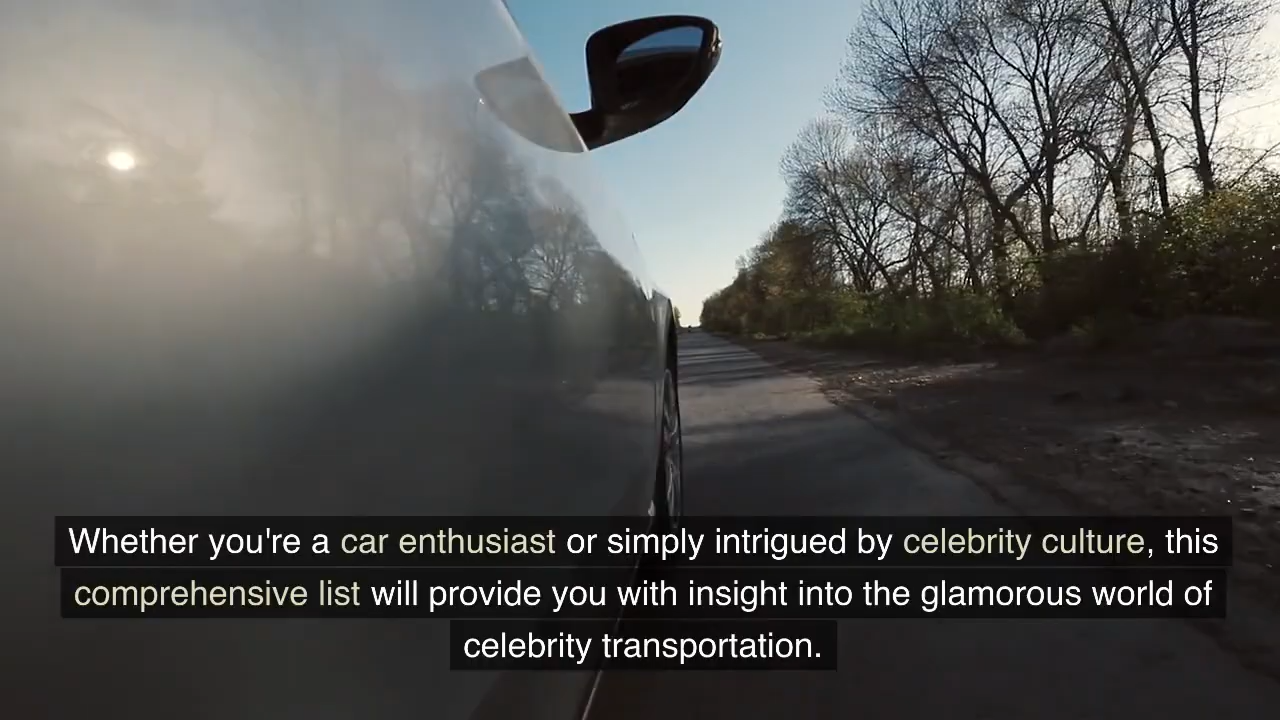 Whether you're a car enthusiast or simply intrigued by celebrity culture, this
comprehensive list will provide you with insight into the glamorous world of
celebrity transportation.